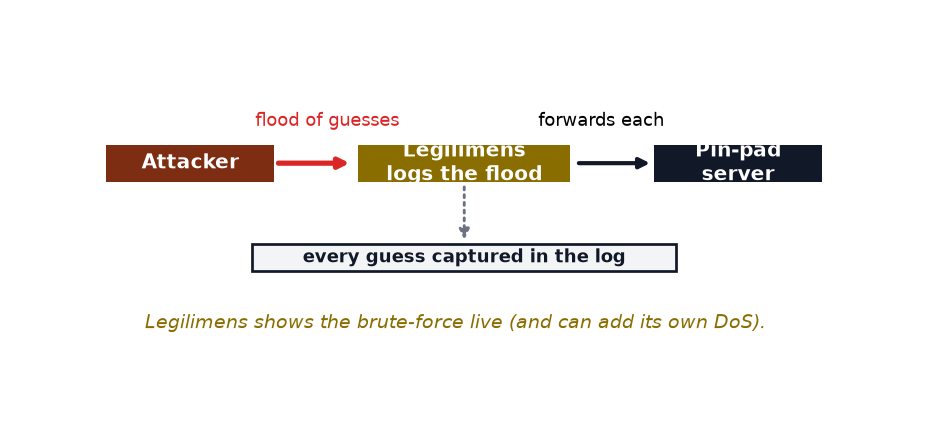 flood of guesses
forwards each
Attacker
Legilimens
logs the flood
Pin-pad
server
every guess captured in the log
Legilimens shows the brute-force live (and can add its own DoS).